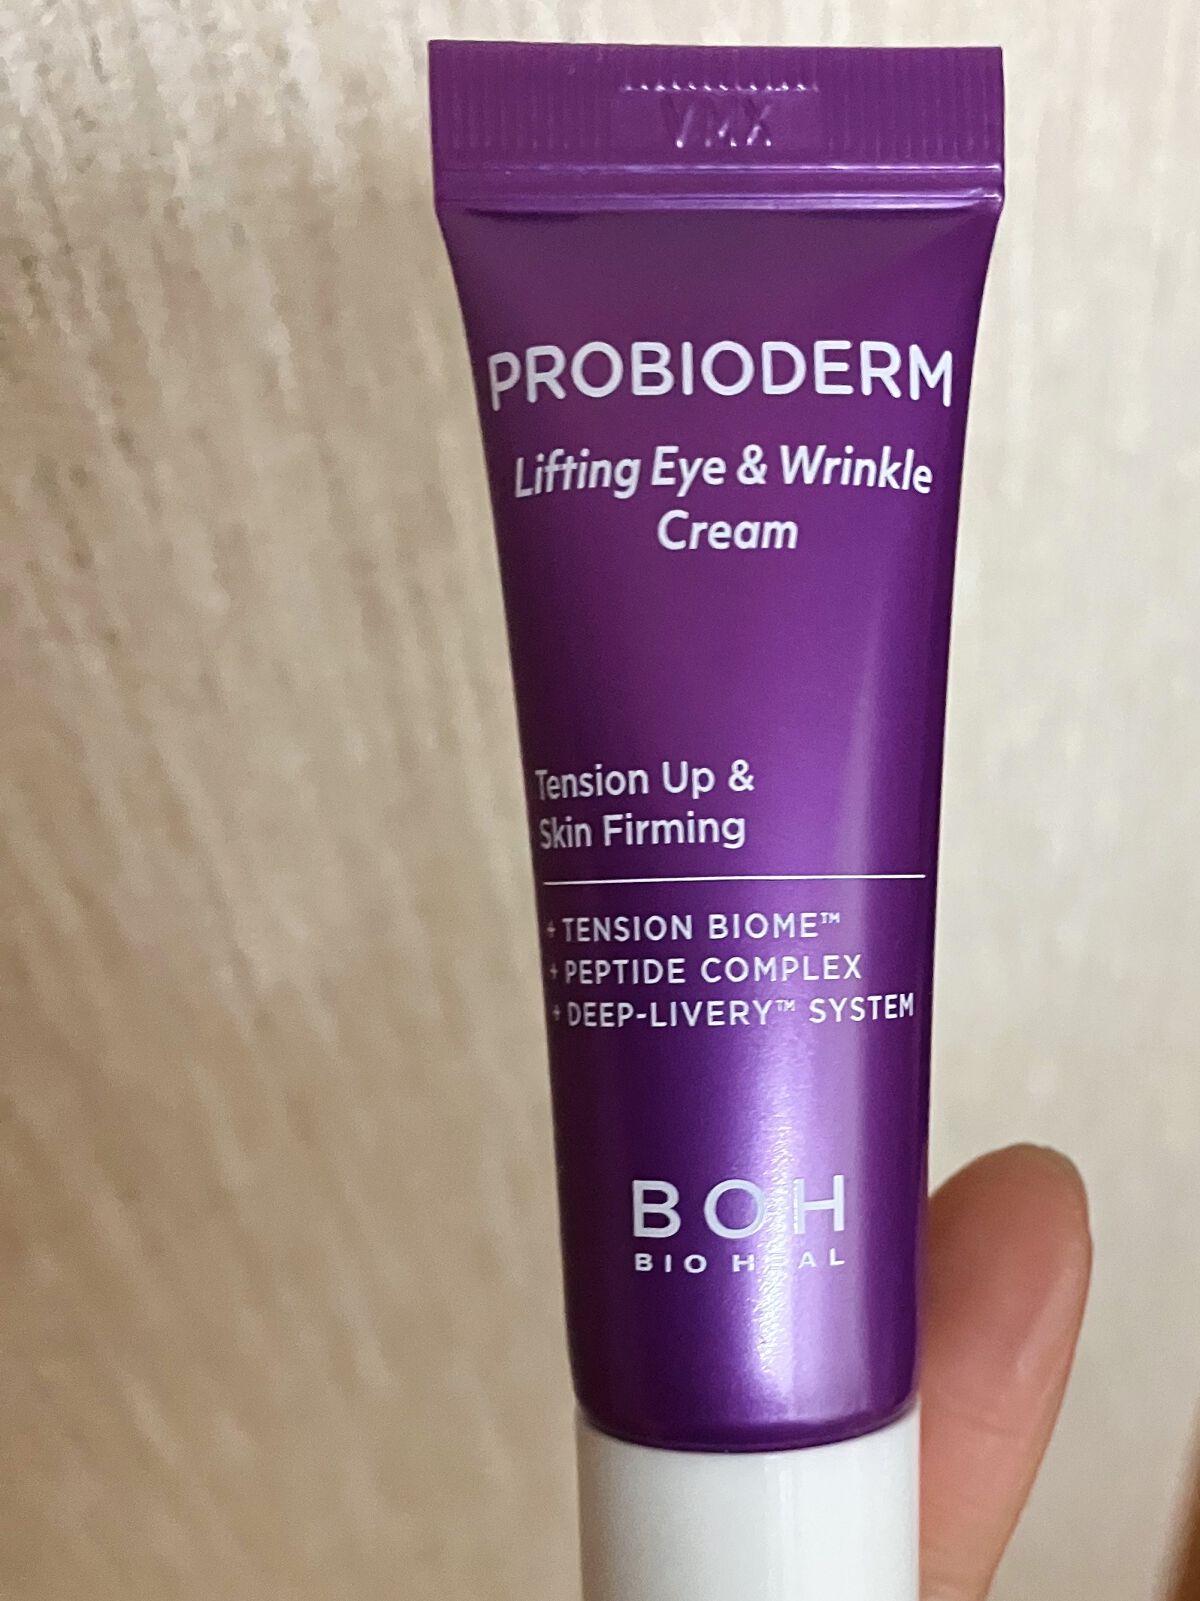 VMX
PROBIODERM
Lifting Eye & Wrinkle
Cream
Tension Up &
Skin Firming
+ TENSION BIOME™
+ PEPTIDE COMPLEX
+ DEEP-LIVERY™ SYSTEM
BOH
BIO HEAL